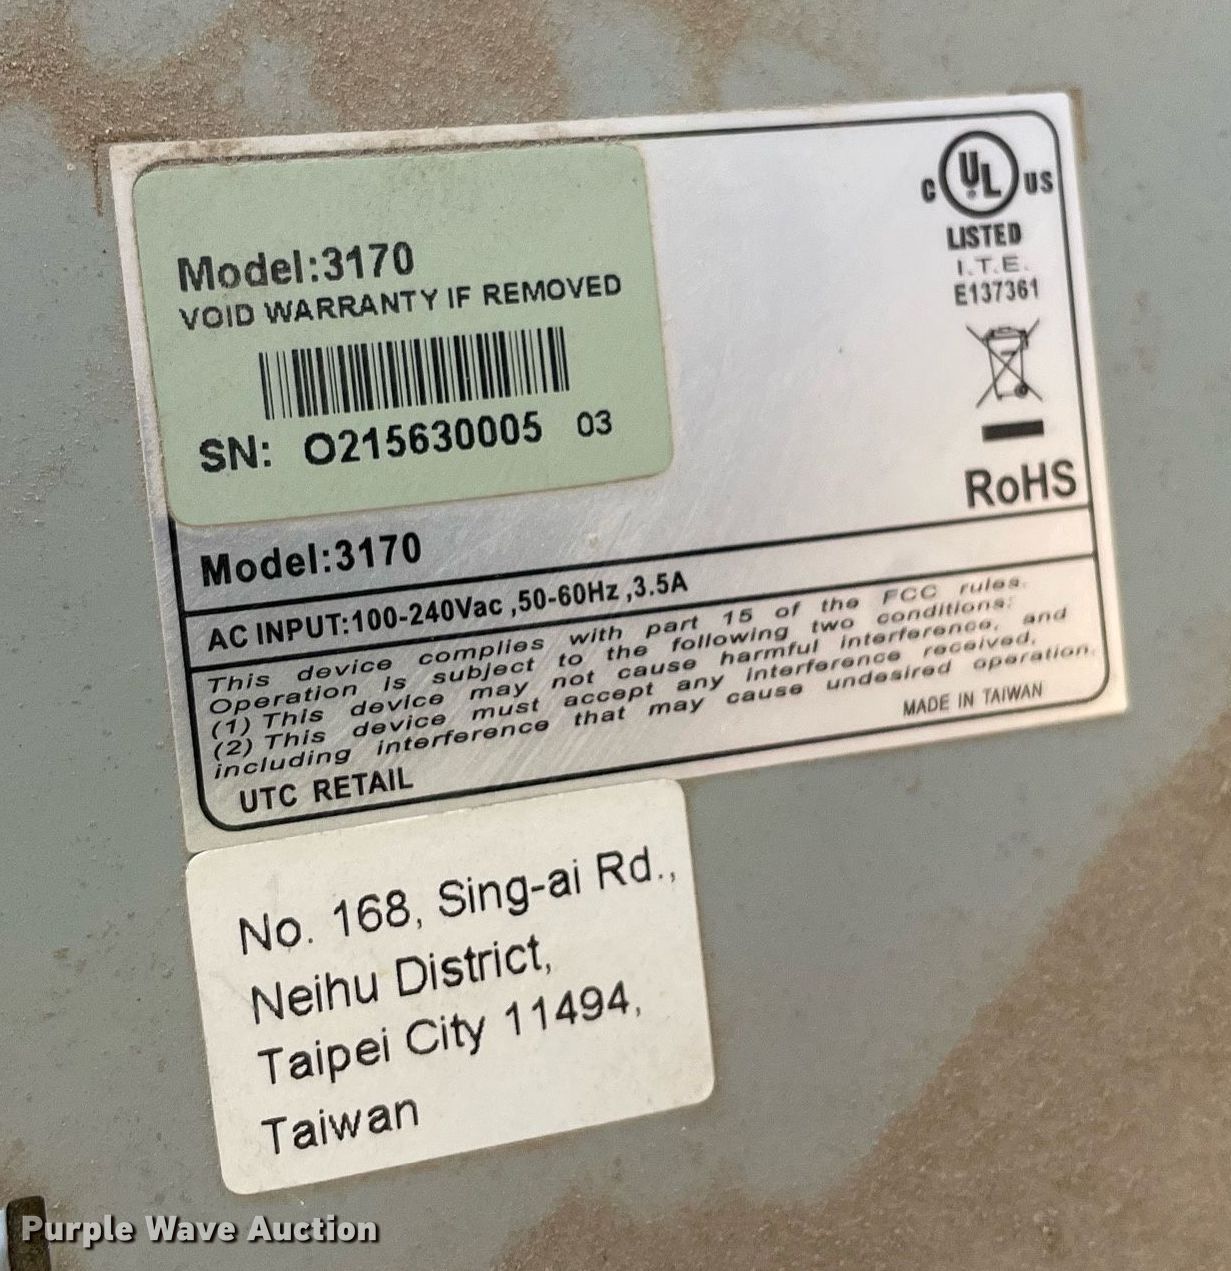 Model:3170
VOID WARRANTY IF REMOVED
SN: O215630005 03
C UL US
LISTED
I.T.E.
E137361
RoHS
Model:3170
AC INPUT:100-240Vac ,50-60Hz ,3.5A
This device complies with part 15 of the FCC rules.
Operation is subject to the following two conditions:
(1) This device may not cause harmful interference, and
(2) This device must accept any interference received,
including interference that may cause undesired operation.
MADE IN TAIWAN
UTC RETAIL
No. 168, Sing-ai Rd.,
Neihu District,
Taipei City 11494,
Taiwan
Purple Wave Auction